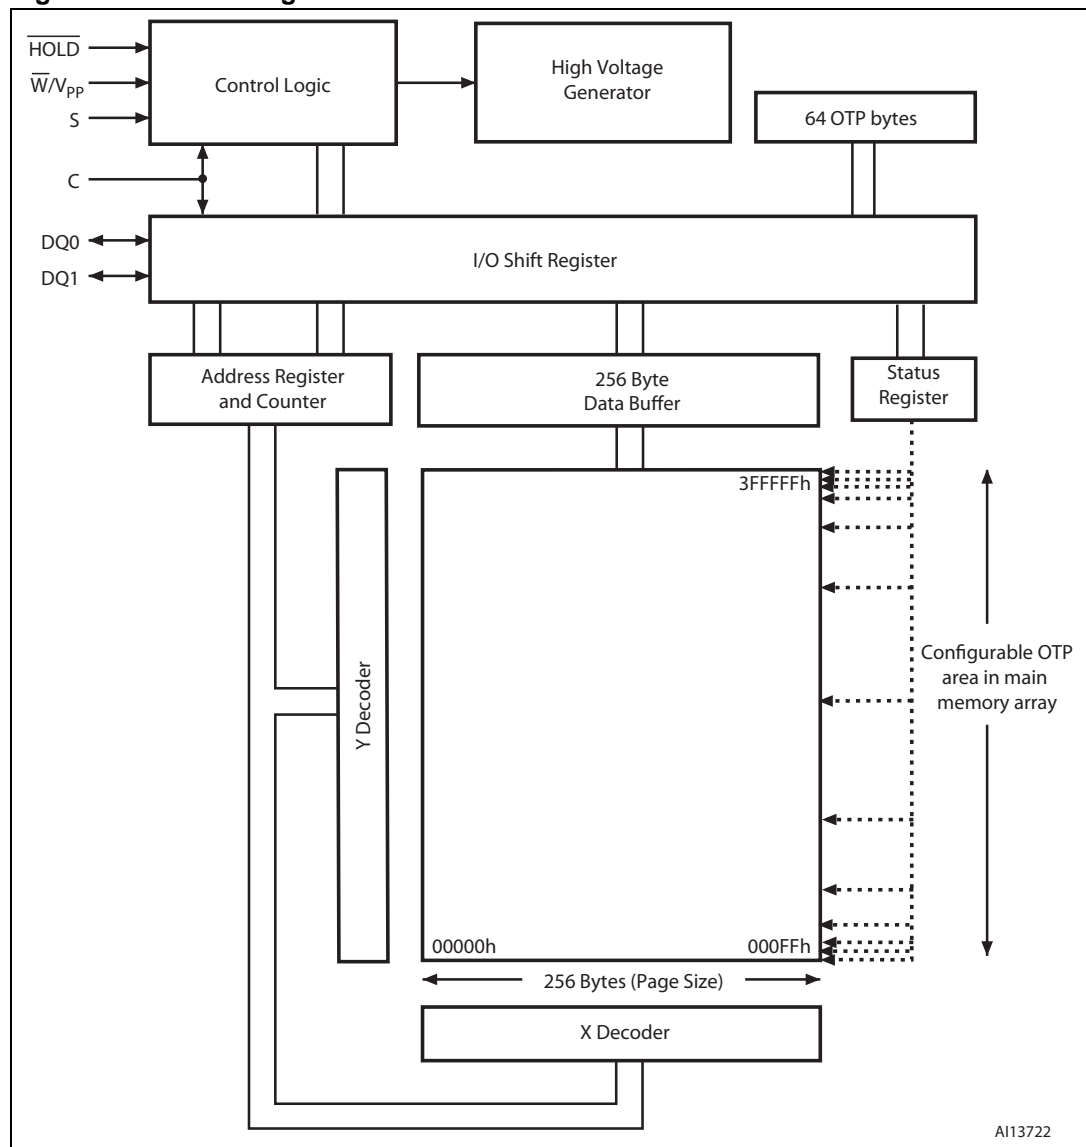 HOLD
W/VPP
S
C
DQ0
DQ1
Control Logic
High Voltage
Generator
64 OTP bytes
I/O Shift Register
Address Register
and Counter
256 Byte
Data Buffer
Status
Register
3FFFFFh
Y Decoder
Configurable OTP
area in main
memory array
00000h
000FFh
256 Bytes (Page Size)
X Decoder
AI13722